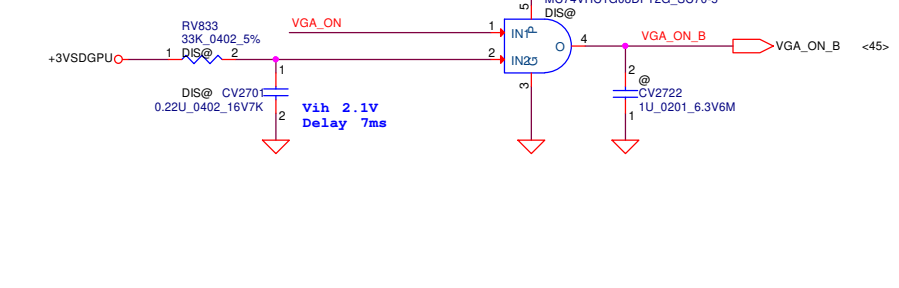 5
DIS@
RV833
33K_0402_5%
DIS@
1
2
+3VSDGPU
VGA_ON
1
IN1
P
2
IN2
G
O
4
3
VGA_ON_B
VGA_ON_B
<45>
1
DIS@
CV2701
0.22U_0402_16V7K
2
Vih 2.1V
Delay 7ms
2
@
CV2722
1U_0201_6.3V6M
1